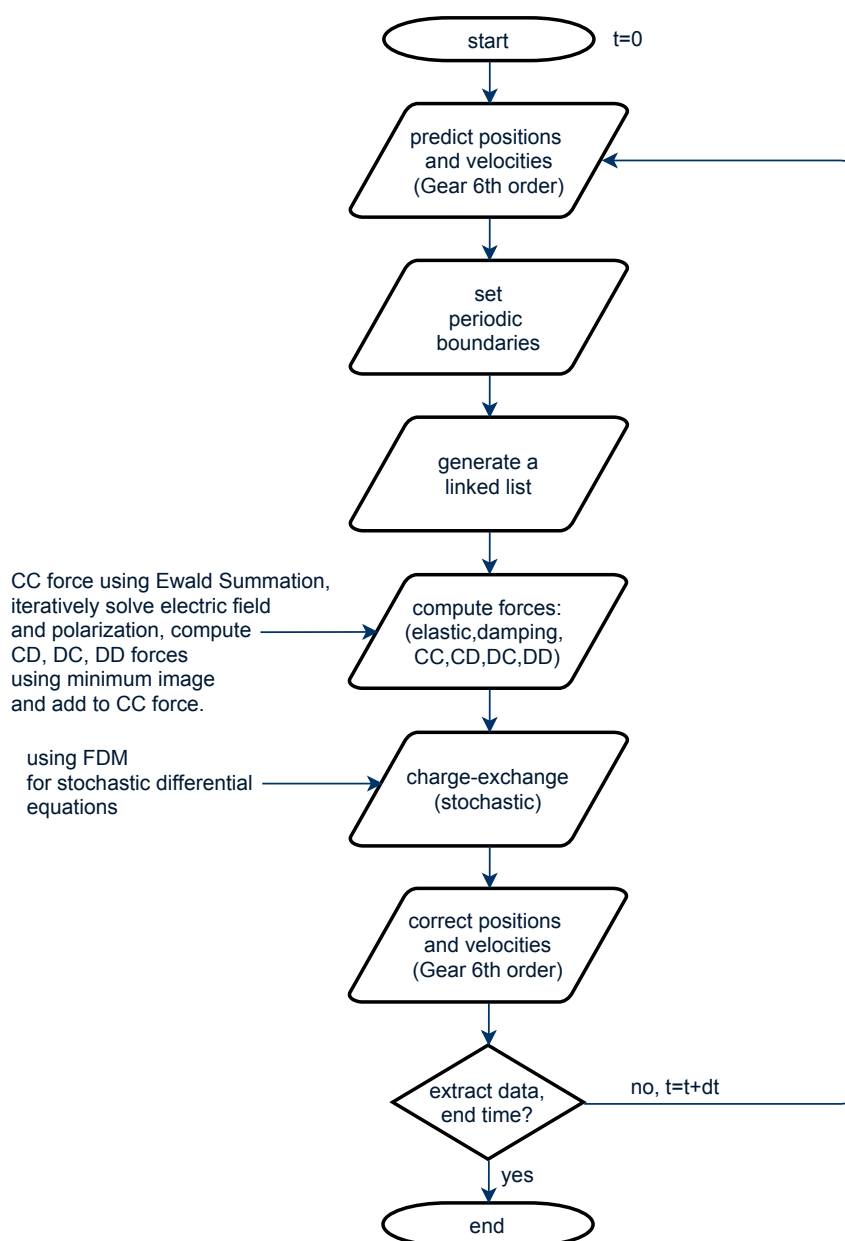 start
t=0
predict positions
and velocities
(Gear 6th order)
set
periodic
boundaries
generate a
linked list
CC force using Ewald Summation,
iteratively solve electric field
and polarization, compute
CD, DC, DD forces
using minimum image
and add to CC force.
compute forces:
(elastic,damping,
CC,CD,DC,DD)
using FDM
for stochastic differential
equations
charge-exchange
(stochastic)
correct positions
and velocities
(Gear 6th order)
extract data,
end time?
no, t=t+dt
yes
end